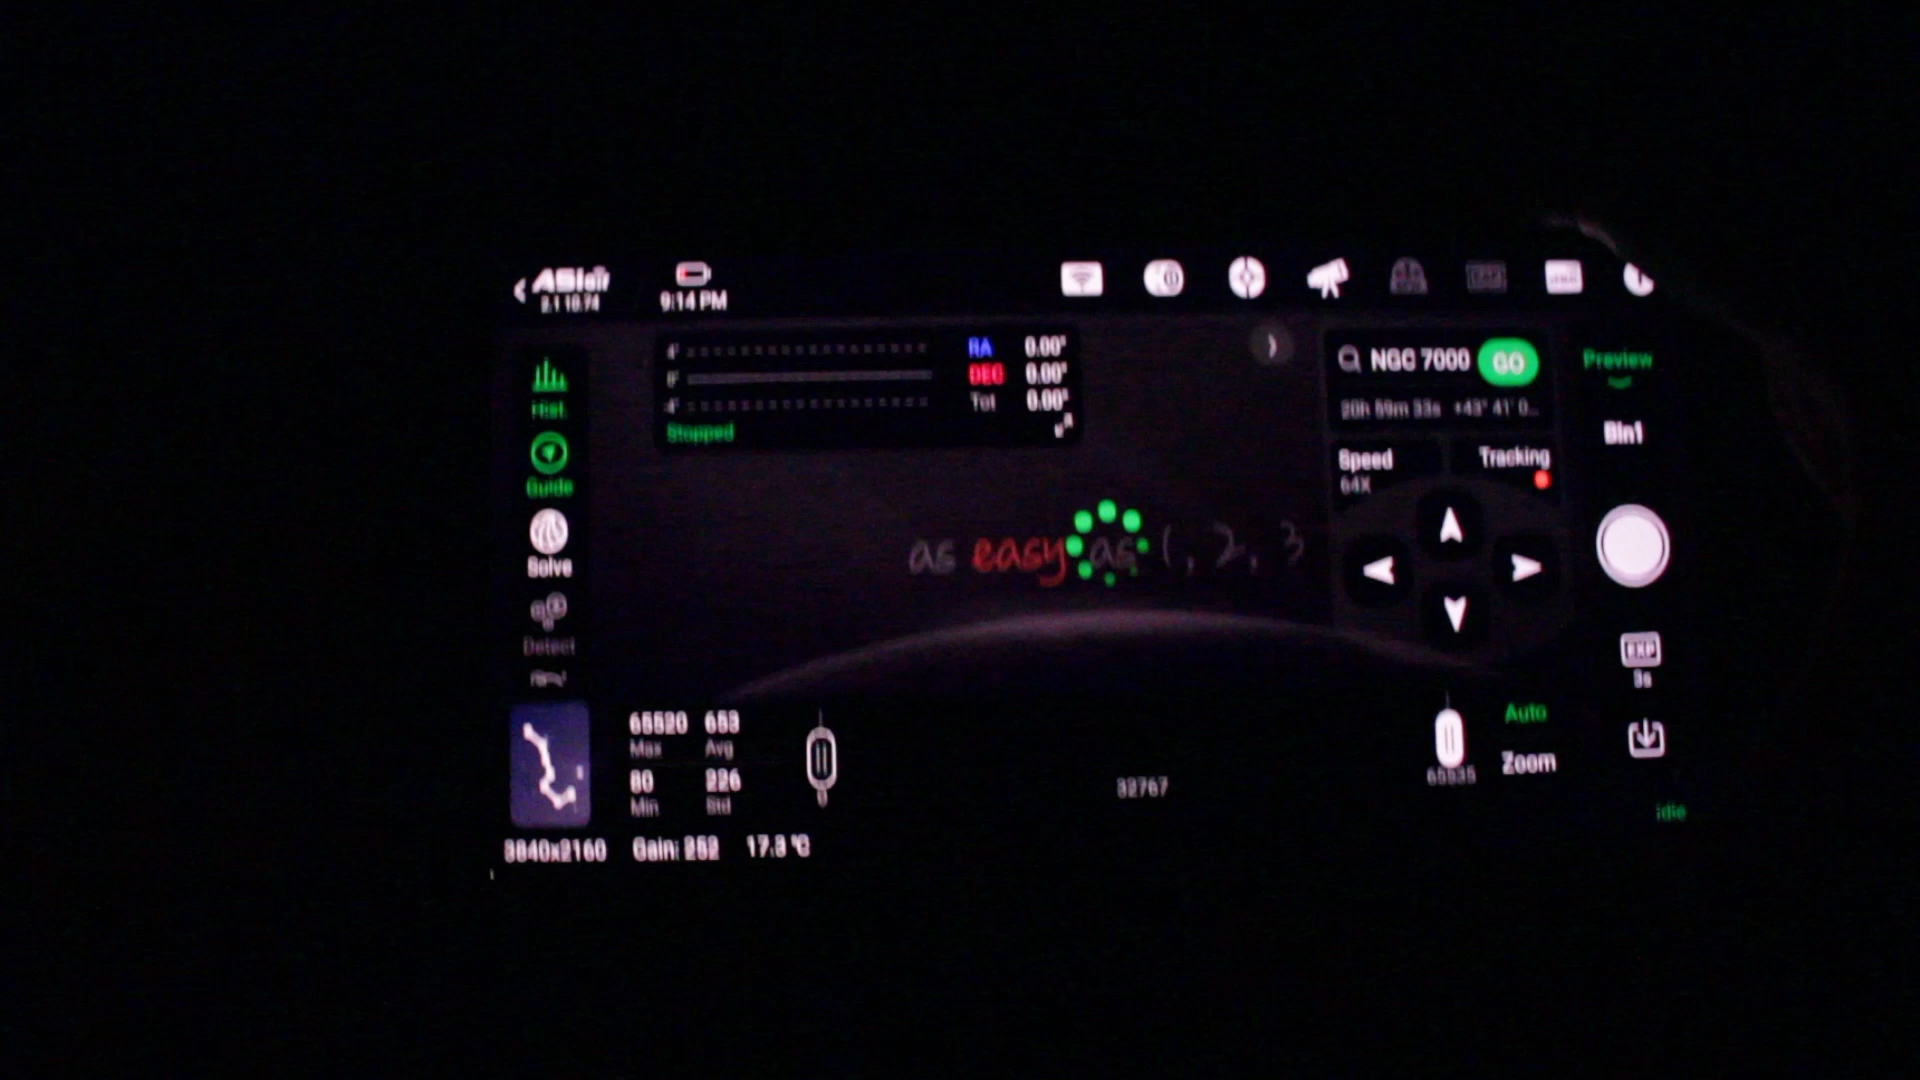 ASIair
9:14 PM
RA 0.00"
DEC 0.00"
Tot 0.00"
Stopped
NGC 7000 GO
20h 59m 33s +43° 41' 0...
Preview
Bin1
Speed
64X
Tracking
Hist.
Guide
Solve
Detect
as easy as 1, 2, 3
EXP
3s
65520 653
Max Avg
80 226
Min Std
0
32767
65535
Auto
Zoom
idle
3840x2160 Gain: 252 17.3 °C